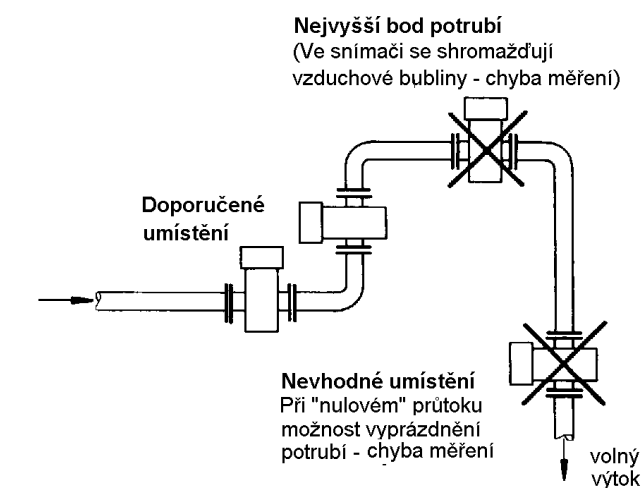 Nejvyšší bod potrubí
(Ve snímači se shromažďují
vzduchové bubliny - chyba měření)
Doporučené
umístění
Nevhodné umístění
Při "nulovém" průtoku
možnost vyprázdnění
potrubí - chyba měření
volný
výtok